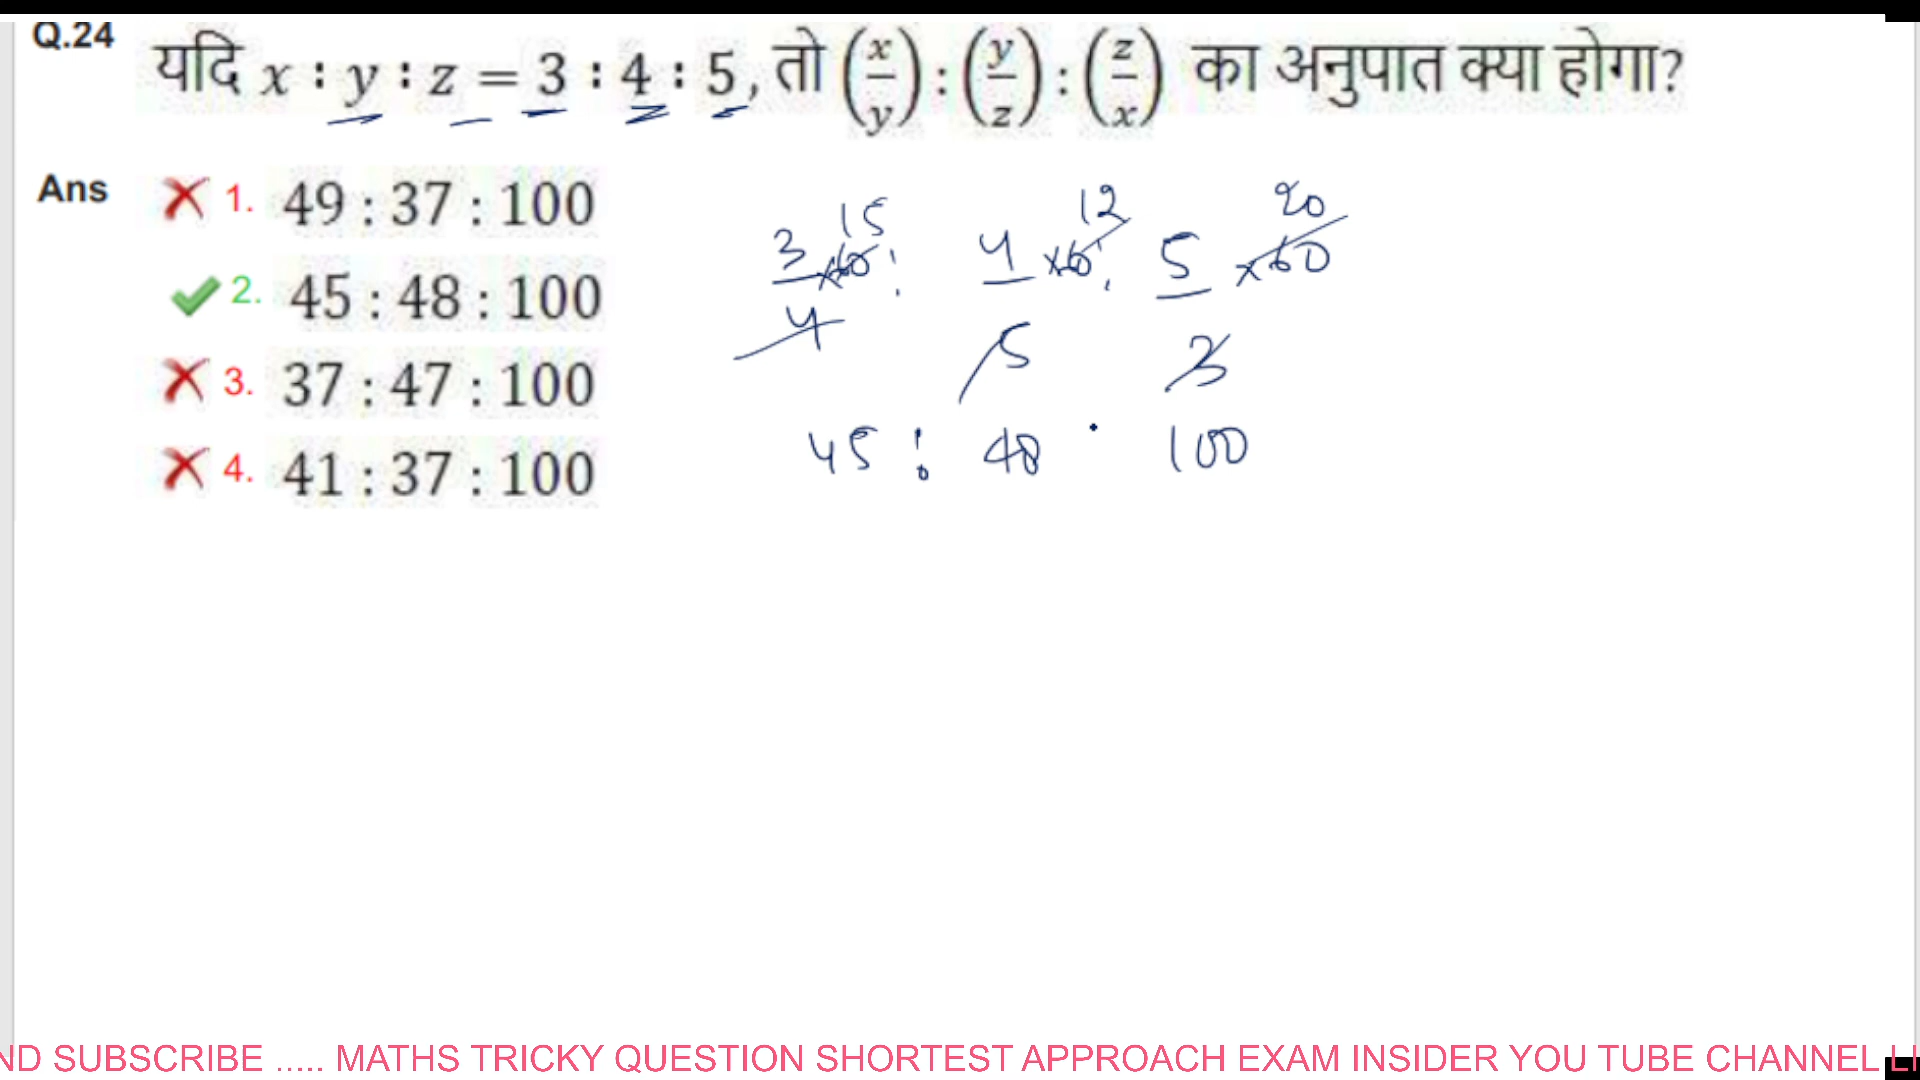 Q.24 यदि x : y : z = 3 : 4 : 5, तो (x/y) : (y/z) : (z/x) का अनुपात क्या होगा?
Ans
1. 49 : 37 : 100
2. 45 : 48 : 100
3. 37 : 47 : 100
4. 41 : 37 : 100
15 12 20
3/4 ×60 : 4/5 ×60 : 5/3 ×60
45 : 48 : 100
ND SUBSCRIBE ..... MATHS TRICKY QUESTION SHORTEST APPROACH EXAM INSIDER YOU TUBE CHANNEL LI